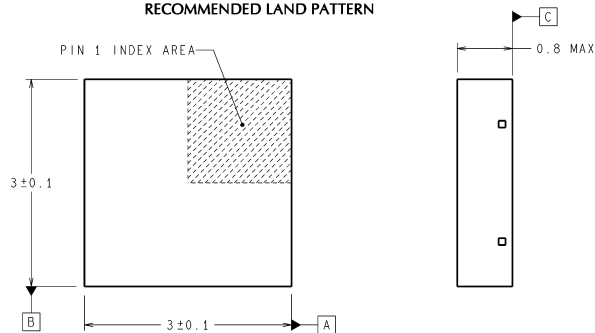 RECOMMENDED LAND PATTERN
C
PIN 1 INDEX AREA
0.8 MAX
3±0.1
B
3±0.1
A